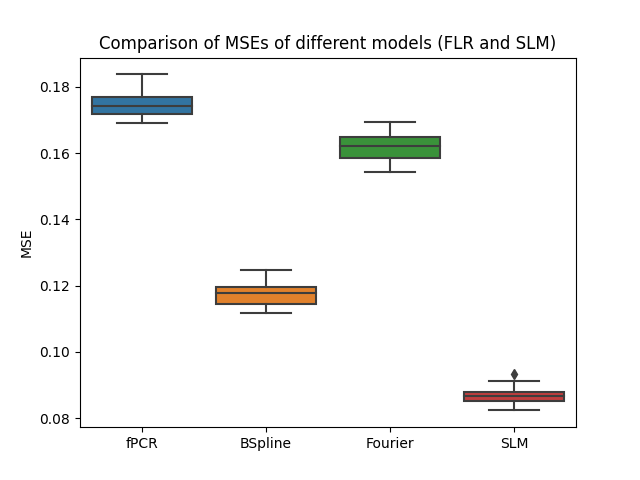 Comparison of MSEs of different models (FLR and SLM)
0.18
0.16
0.14
0.12
0.10
0.08
MSE
fPCR
BSpline
Fourier
SLM